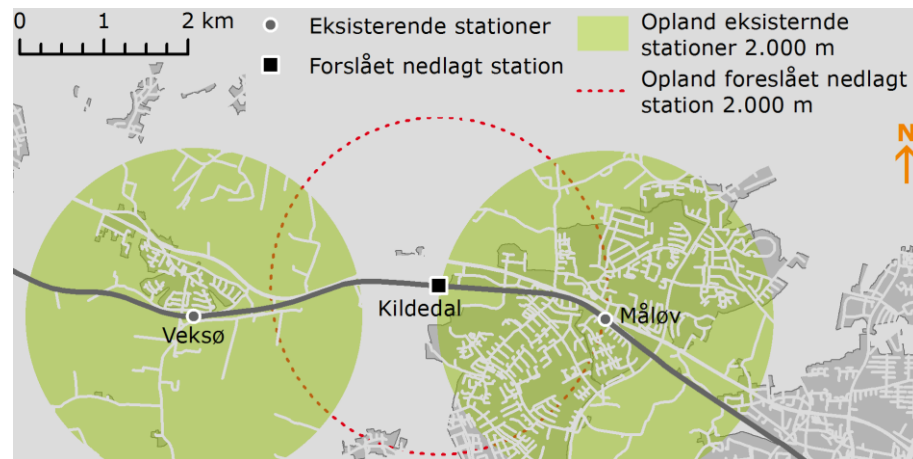 0 1 2 km
Eksisterende stationer
Forslået nedlagt station
Opland eksisternde
stationer 2.000 m
Opland foreslået nedlagt
station 2.000 m
N
Kildedal
Veksø
Måløv